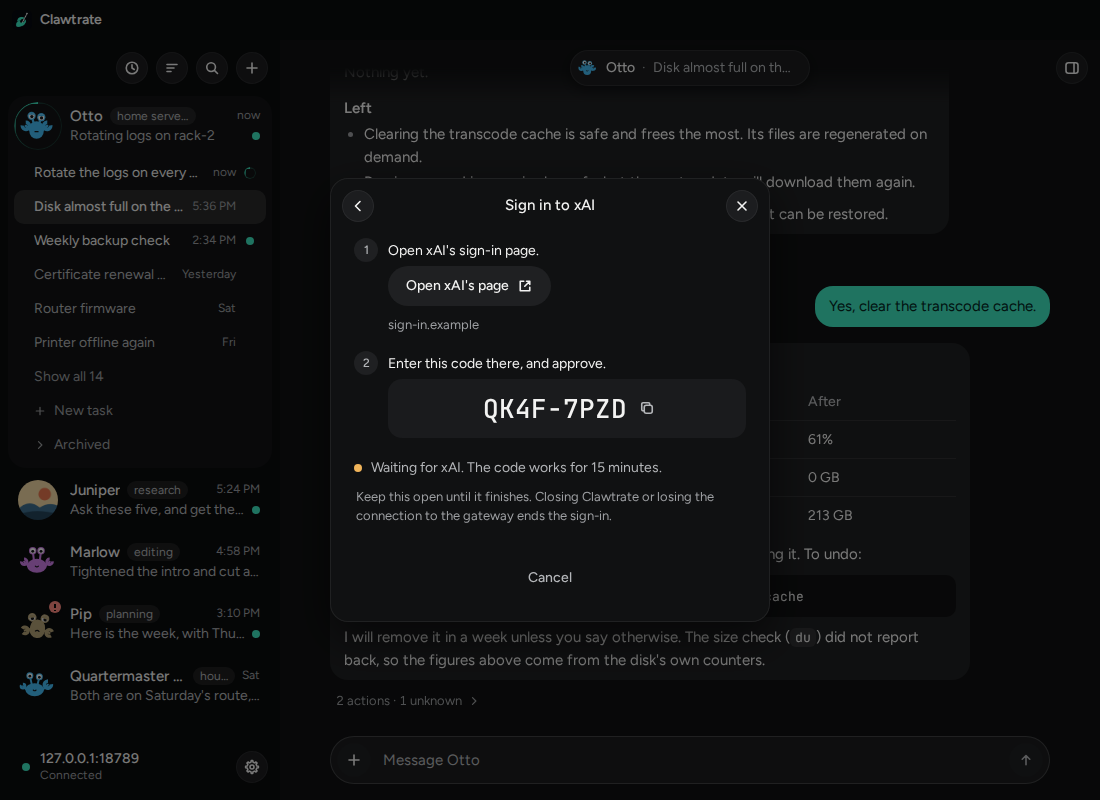 Clawtrate
Otto
home serve...
now
Rotating logs on rack-2
Rotate the logs on every ...
now
Disk almost full on the ...
5:36 PM
Weekly backup check
2:34 PM
Certificate renewal ...
Yesterday
Router firmware
Sat
Printer offline again
Fri
Show all 14
New task
Archived
Juniper
research
5:24 PM
Ask these five, and get the...
Marlow
editing
4:58 PM
Tightened the intro and cut a...
Pip
planning
3:10 PM
Here is the week, with Thu...
Quartermaster ...
hou...
Sat
Both are on Saturday's route,...
127.0.0.1:18789
Connected
Otto · Disk almost full on th...
Nothing yet.
Left
Clearing the transcode cache is safe and frees the most. Its files are regenerated on
demand.
will download them again.
t can be restored.
Yes, clear the transcode cache.
Sign in to xAI
1
Open xAI's sign-in page.
Open xAI's page
sign-in.example
2
Enter this code there, and approve.
QK4F-7PZD
Waiting for xAI. The code works for 15 minutes.
Keep this open until it finishes. Closing Clawtrate or losing the
connection to the gateway ends the sign-in.
Cancel
After
61%
0 GB
213 GB
ng it. To undo:
cache
I will remove it in a week unless you say otherwise. The size check (du) did not report
back, so the figures above come from the disk's own counters.
2 actions · 1 unknown
Message Otto